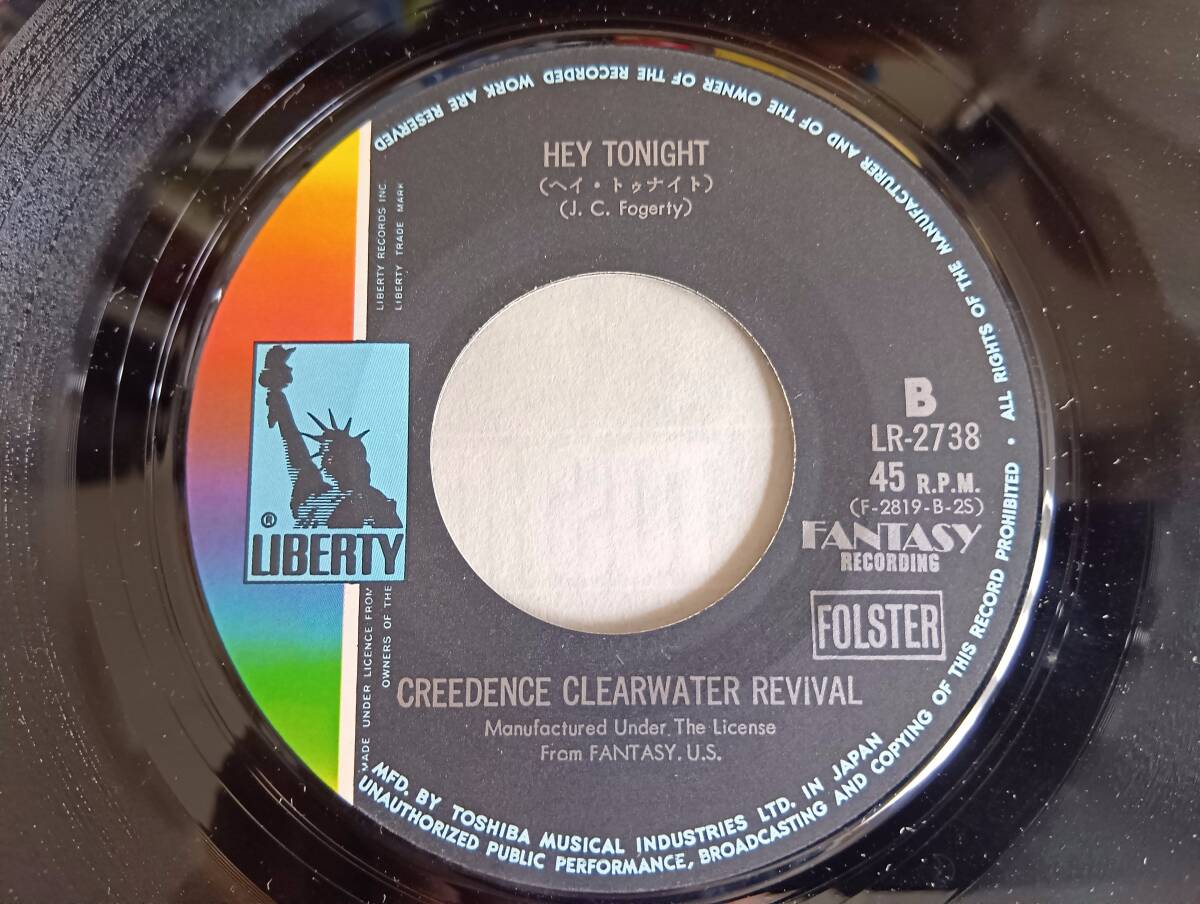 HEY TONIGHT
(ヘイ・トゥナイト)
(J. C. Fogerty)
LIBERTY RECORDS INC.
LIBERTY TRADE MARK
®
LIBERTY
MADE UNDER LICENCE FROM
OWNERS OF THE
B
LR-2738
45 R.P.M.
(F-2819-B-2S)
FANTASY
RECORDING
FOLSTER
CREEDENCE CLEARWATER REVIVAL
Manufactured Under The License
From FANTASY. U.S.
MFD. BY TOSHIBA MUSICAL INDUSTRIES LTD. IN JAPAN
UNAUTHORIZED PUBLIC PERFORMANCE, BROADCASTING AND COPYING OF THIS RECORD PROHIBITED • ALL RIGHTS OF THE MANUFACTURER AND OF THE OWNER OF THE RECORDED WORK ARE RESERVED